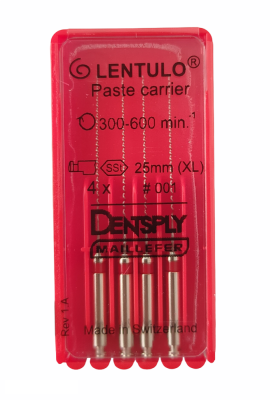 LENTULO®
Paste carrier
300-600 min.⁻¹
SSt 25mm (XL)
4 x # 001
DENTSPLY
MAILLEFER
Rev 1 A
Made in Switzerland